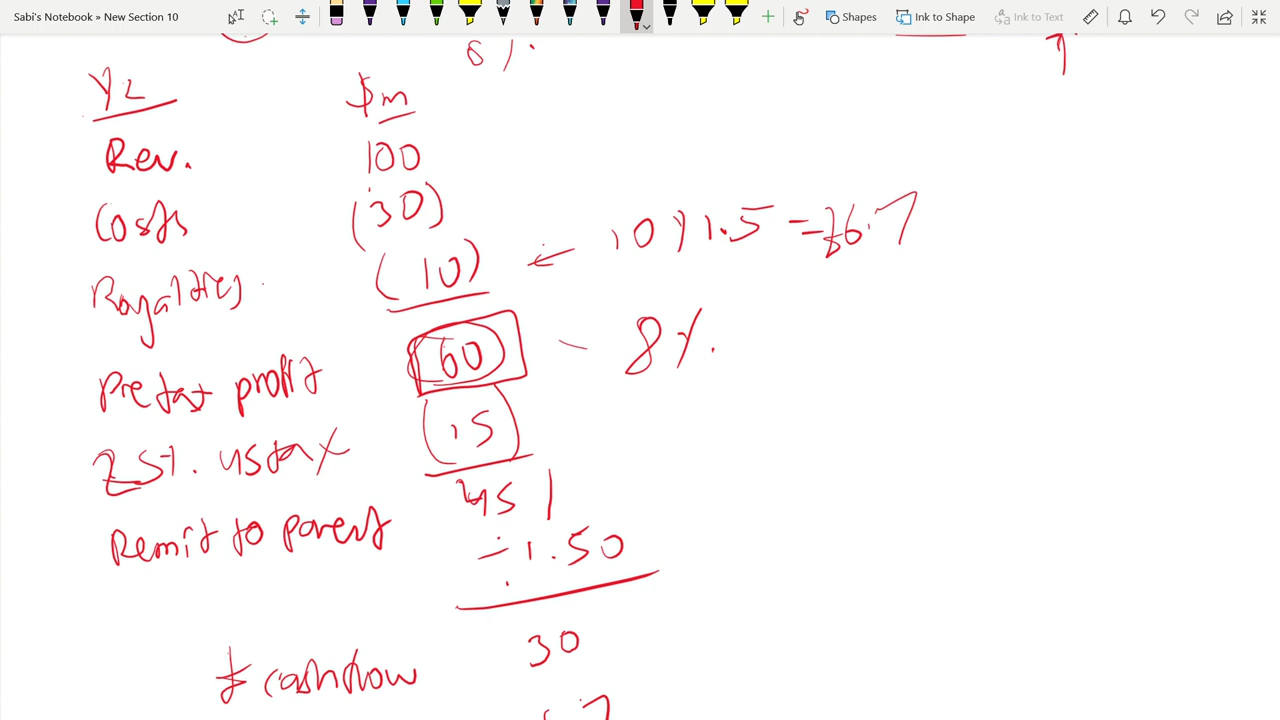 Sabi's Notebook » New Section 10
Shapes Ink to Shape Ink to Text
8%.
Y2 $m
Rev. 100
Costs (30)
Royalties (10) ← 10/1.5 = £6.7
Pretax profit 60 - 8%.
25%. US tax (15)
45
Remit to parent ÷1.50
30
£ cashflow